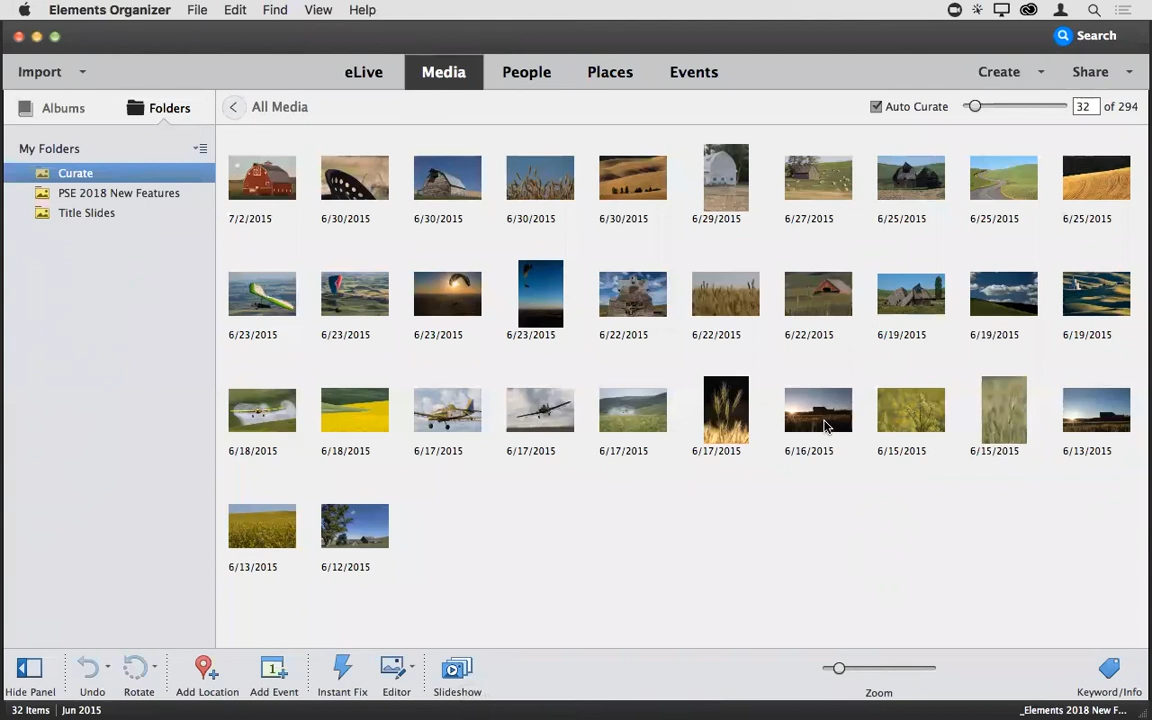 Elements Organizer File Edit Find View Help
Search
Import eLive Media People Places Events Create Share
Albums Folders All Media Auto Curate 32 of 294
My Folders
Curate
PSE 2018 New Features
Title Slides
7/2/2015 6/30/2015 6/30/2015 6/30/2015 6/30/2015 6/29/2015 6/27/2015 6/25/2015 6/25/2015 6/25/2015
6/23/2015 6/23/2015 6/23/2015 6/23/2015 6/22/2015 6/22/2015 6/22/2015 6/19/2015 6/19/2015 6/19/2015
6/18/2015 6/18/2015 6/17/2015 6/17/2015 6/17/2015 6/17/2015 6/16/2015 6/15/2015 6/15/2015 6/13/2015
6/13/2015 6/12/2015
Hide Panel Undo Rotate Add Location 1 Add Event Instant Fix Editor Slideshow Zoom Keyword/Info
32 Items Jun 2015 _Elements 2018 New F...